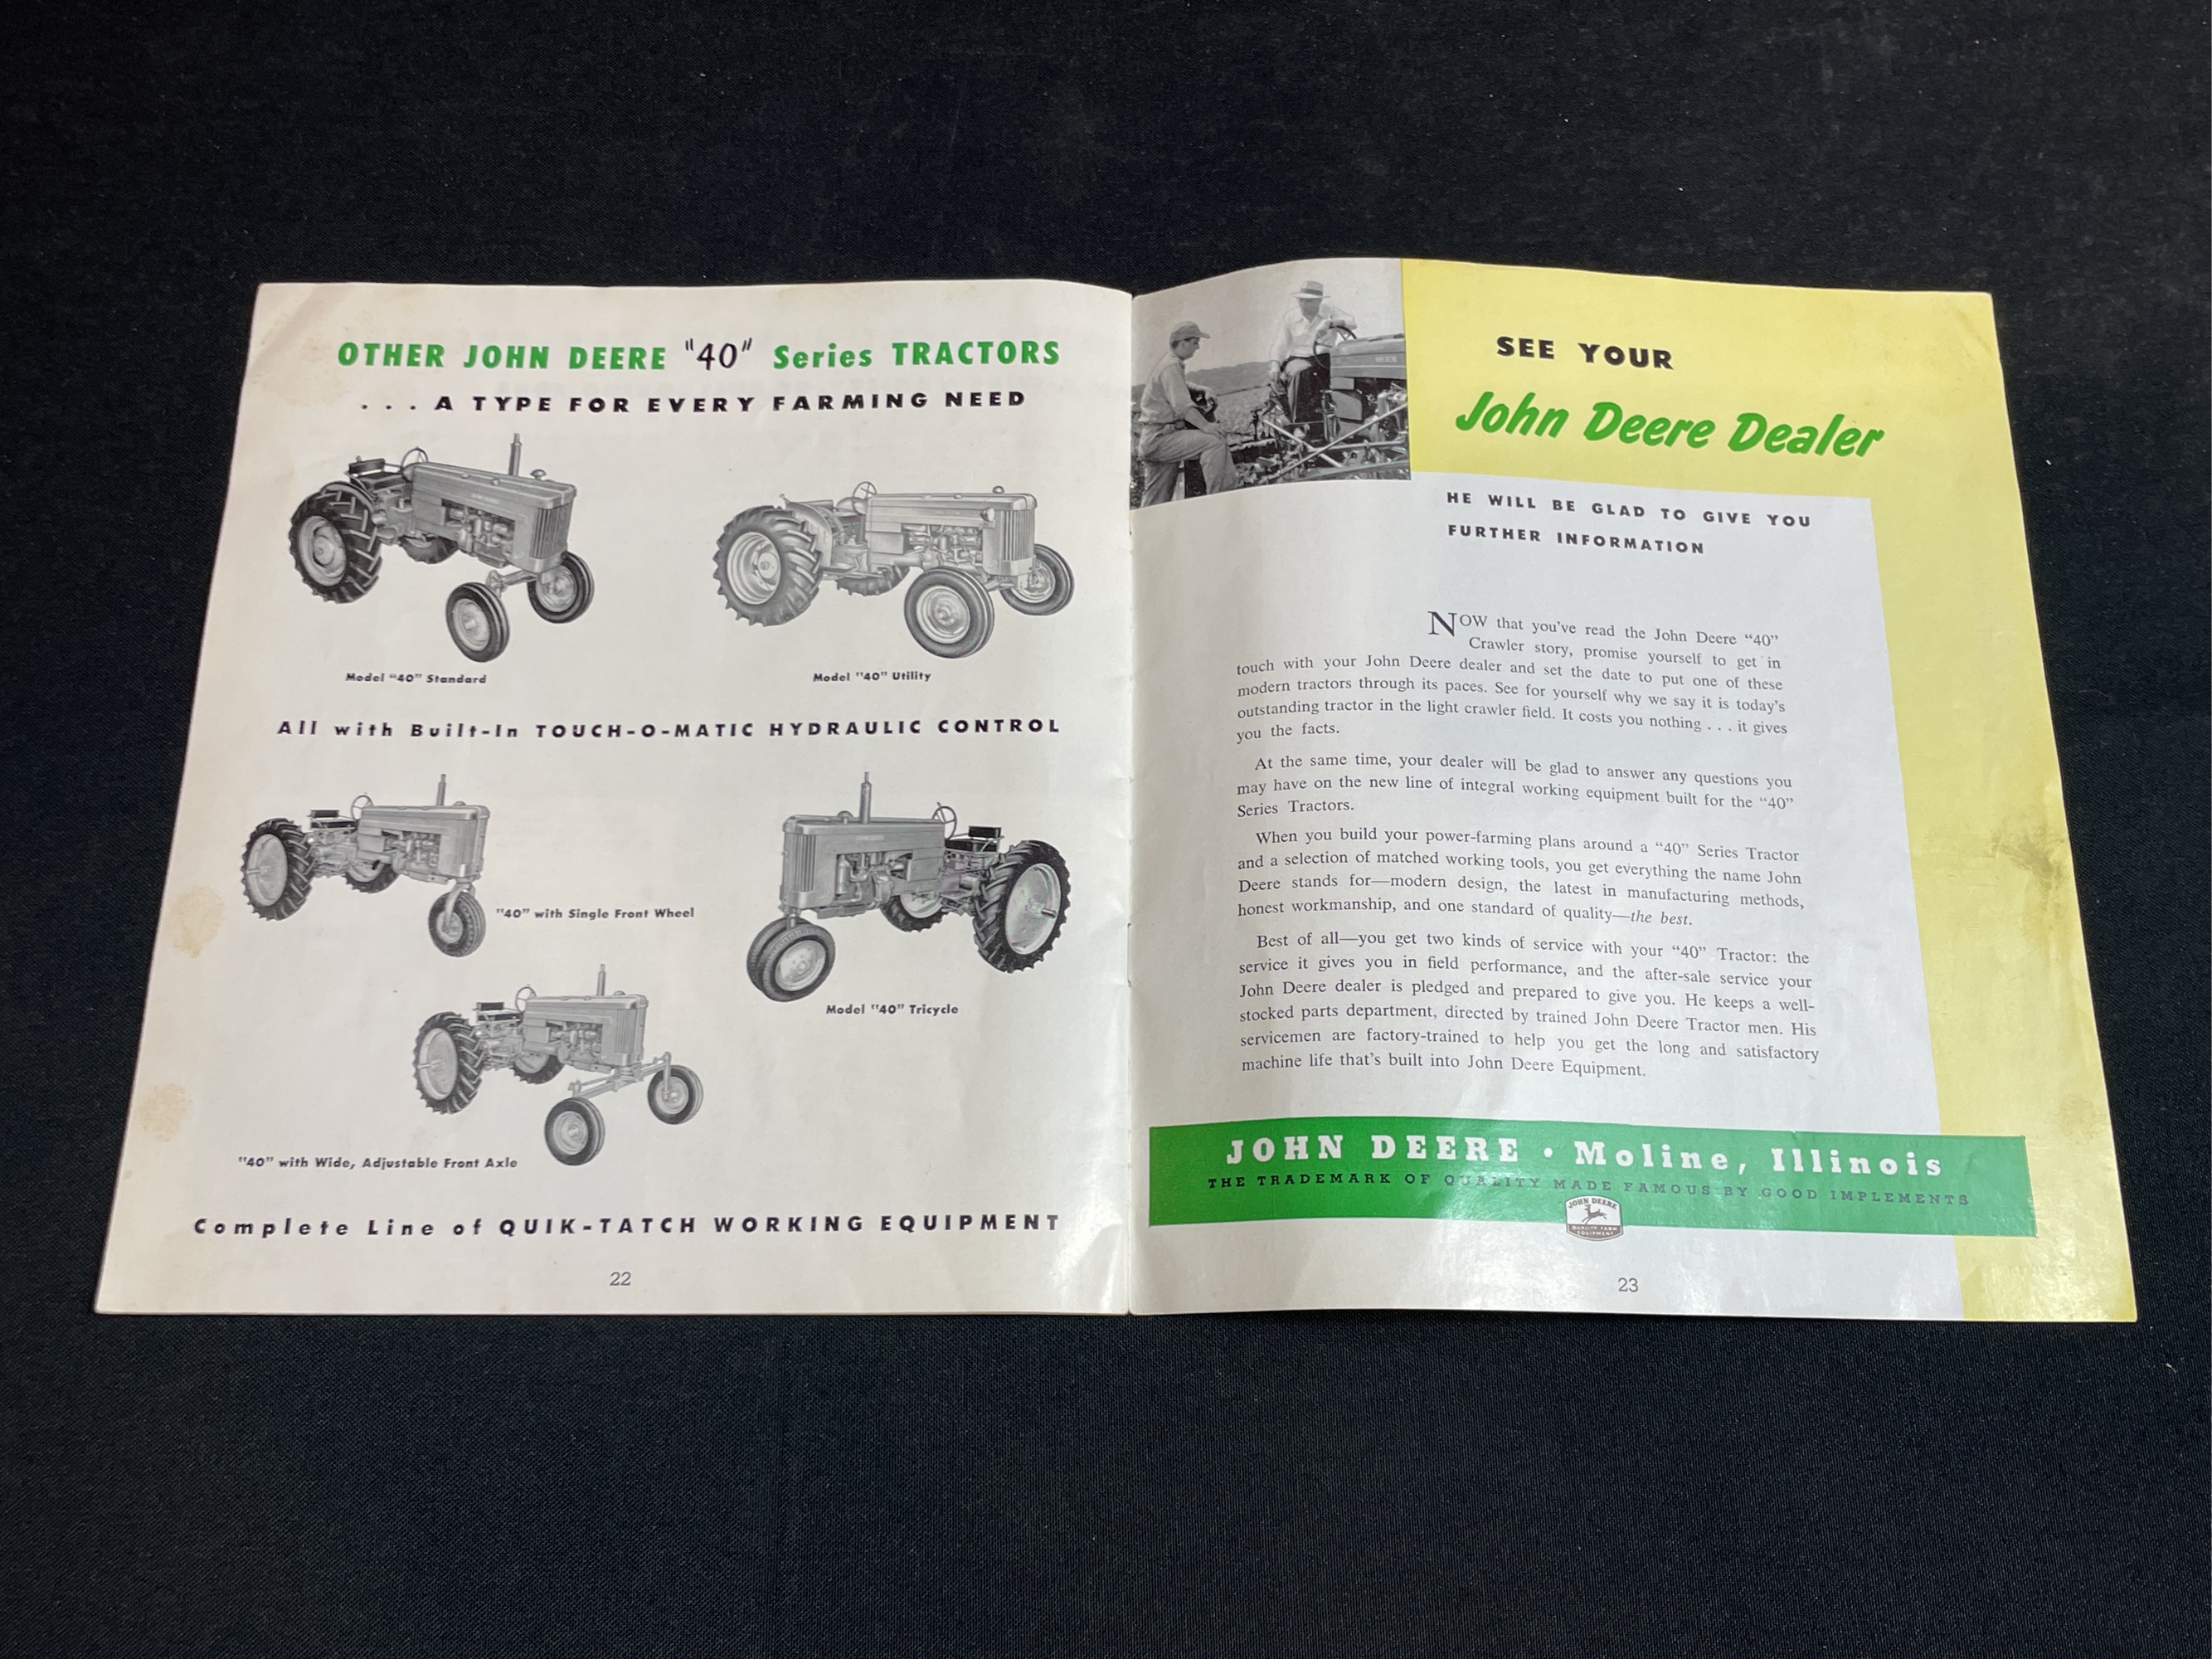 OTHER JOHN DEERE "40" Series TRACTORS
. . . A TYPE FOR EVERY FARMING NEED
Model "40" Standard
Model "40" Utility
All with Built-In TOUCH-O-MATIC HYDRAULIC CONTROL
"40" with Single Front Wheel
Model "40" Tricycle
"40" with Wide, Adjustable Front Axle
Complete Line of QUIK-TATCH WORKING EQUIPMENT
22
SEE YOUR
John Deere Dealer
HE WILL BE GLAD TO GIVE YOU
FURTHER INFORMATION
NOW that you've read the John Deere "40"
Crawler story, promise yourself to get in
touch with your John Deere dealer and set the date to put one of these
modern tractors through its paces. See for yourself why we say it is today's
outstanding tractor in the light crawler field. It costs you nothing . . . it gives
you the facts.
At the same time, your dealer will be glad to answer any questions you
may have on the new line of integral working equipment built for the "40"
Series Tractors.
When you build your power-farming plans around a "40" Series Tractor
and a selection of matched working tools, you get everything the name John
Deere stands for—modern design, the latest in manufacturing methods,
honest workmanship, and one standard of quality—the best.
Best of all—you get two kinds of service with your "40" Tractor: the
service it gives you in field performance, and the after-sale service your
John Deere dealer is pledged and prepared to give you. He keeps a well-
stocked parts department, directed by trained John Deere Tractor men. His
servicemen are factory-trained to help you get the long and satisfactory
machine life that's built into John Deere Equipment.
JOHN DEERE • Moline, Illinois
THE TRADEMARK OF QUALITY MADE FAMOUS BY GOOD IMPLEMENTS
JOHN DEERE
QUALITY FARM
EQUIPMENT
23